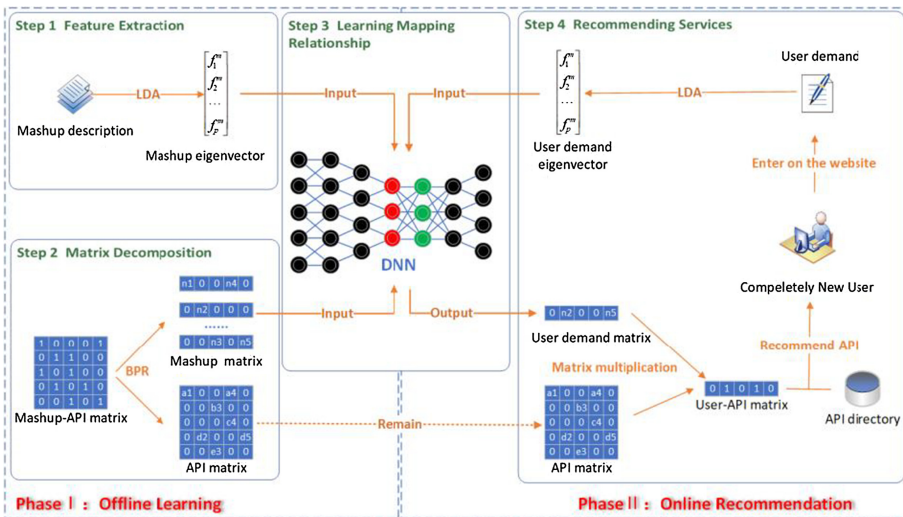 Step 1 Feature Extraction
Mashup description
LDA
f₁ᵐ
f₂ᵐ
...
fₚᵐ
Mashup eigenvector
Input
Step 2 Matrix Decomposition
1 0 0 0 1
0 1 1 0 0
1 0 1 0 0
0 1 0 1 0
0 0 1 0 1
Mashup-API matrix
BPR
n1 0 0 n4 0
0 n2 0 0 0
......
0 0 n3 0 n5
Mashup matrix
a1 0 0 a4 0
0 0 b3 0 0
0 0 0 c4 0
0 d2 0 0 d5
0 0 e3 0 0
API matrix
Input
Remain
Step 3 Learning Mapping
Relationship
Input
DNN
Output
Step 4 Recommending Services
User demand
LDA
f₁ᵐ
f₂ᵐ
...
fₚᵐ
User demand
eigenvector
Enter on the website
Compeletely New User
Recommend API
0 n2 0 0 n5
User demand matrix
Matrix multiplication
a1 0 0 a4 0
0 0 b3 0 0
0 0 0 c4 0
0 d2 0 0 d5
0 0 e3 0 0
API matrix
0 1 0 1 0
User-API matrix
API directory
Phase Ⅰ：Offline Learning
Phase Ⅱ：Online Recommendation